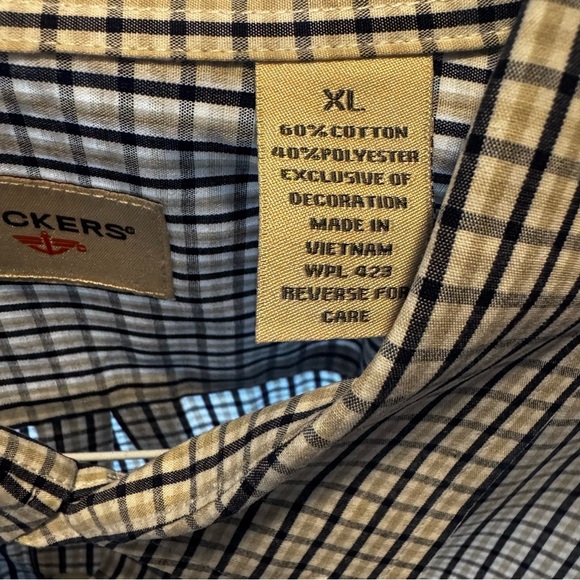 CKERS
XL
60% COTTON
40% POLYESTER
EXCLUSIVE OF
DECORATION
MADE IN
VIETNAM
WPL 423
REVERSE FOR
CARE